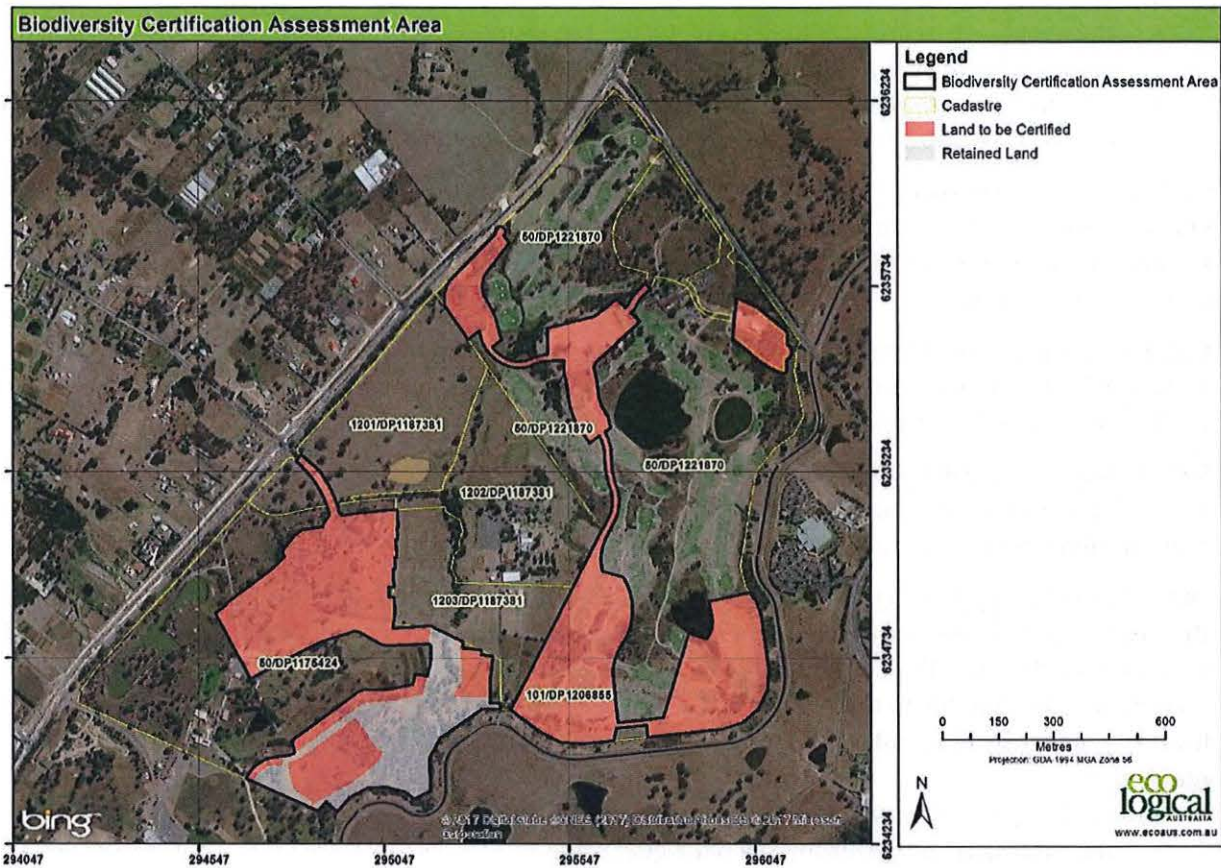 Biodiversity Certification Assessment Area
Legend
Biodiversity Certification Assessment Area
Cadastre
Land to be Certified
Retained Land
6236234
6235734
6235234
6234734
6234234
50/DP1221870
1201/DP1187381
50/DP1221870
50/DP1221870
1202/DP1187381
1203/DP1187381
50/DP1175424
101/DP1206855
0 150 300 600
Metres
Projection: GDA 1994 MGA Zone 56
N
eco
logical
AUSTRALIA
www.ecoaus.com.au
bing
Corporation
294047 294547 295047 295547 296047